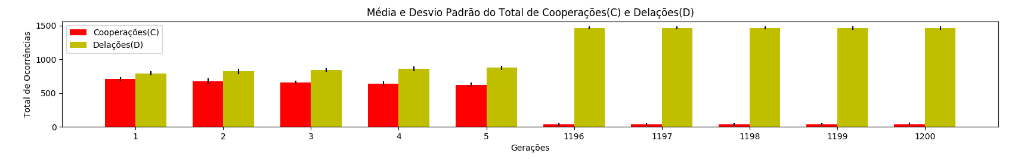 Média e Desvio Padrão do Total de Cooperações(C) e Delações(D)
Total de Ocorrências
1500
1000
500
0
Cooperações(C)
Delações(D)
1 2 3 4 5 1196 1197 1198 1199 1200
Gerações